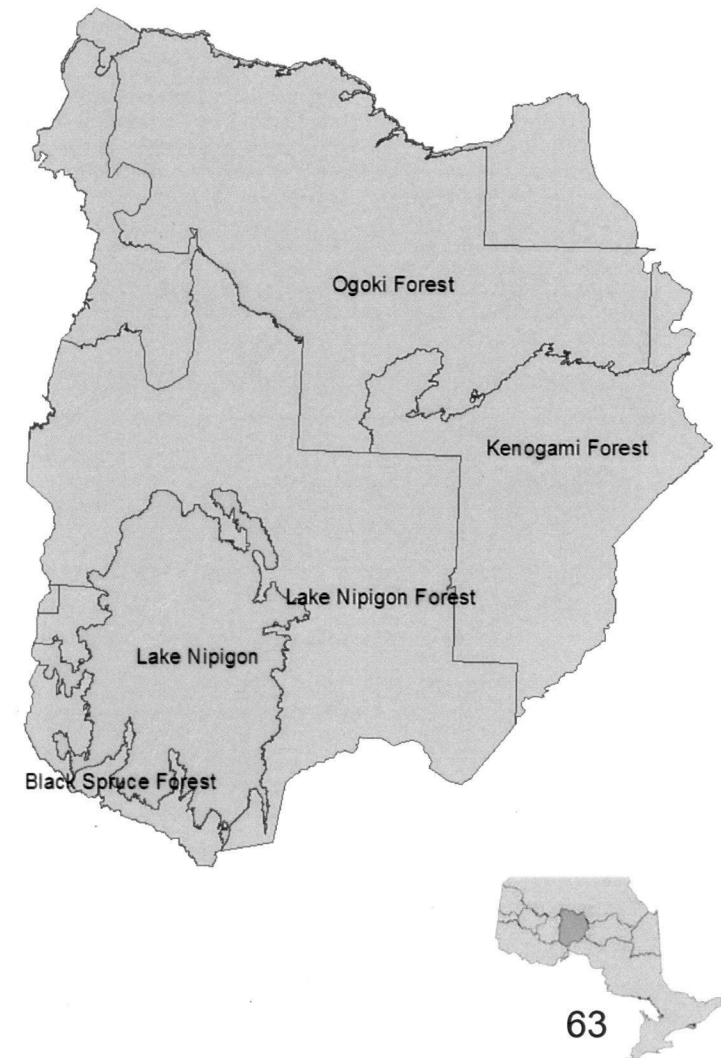 Ogoki Forest
Kenogami Forest
Lake Nipigon Forest
Lake Nipigon
Black Spruce Forest
63